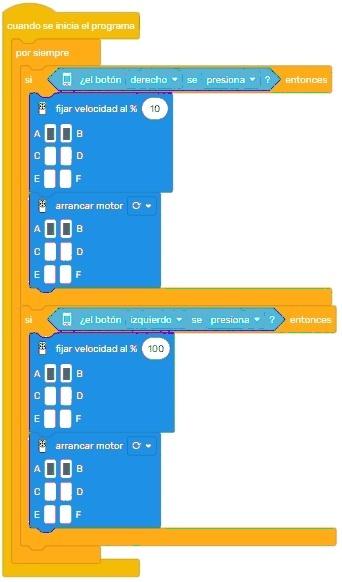 cuando se inicia el programa
por siempre
si ¿el botón derecho se presiona ? entonces
fijar velocidad al % 10
A B
C D
E F
arrancar motor
A B
C D
E F
si ¿el botón izquierdo se presiona ? entonces
fijar velocidad al % 100
A B
C D
E F
arrancar motor
A B
C D
E F